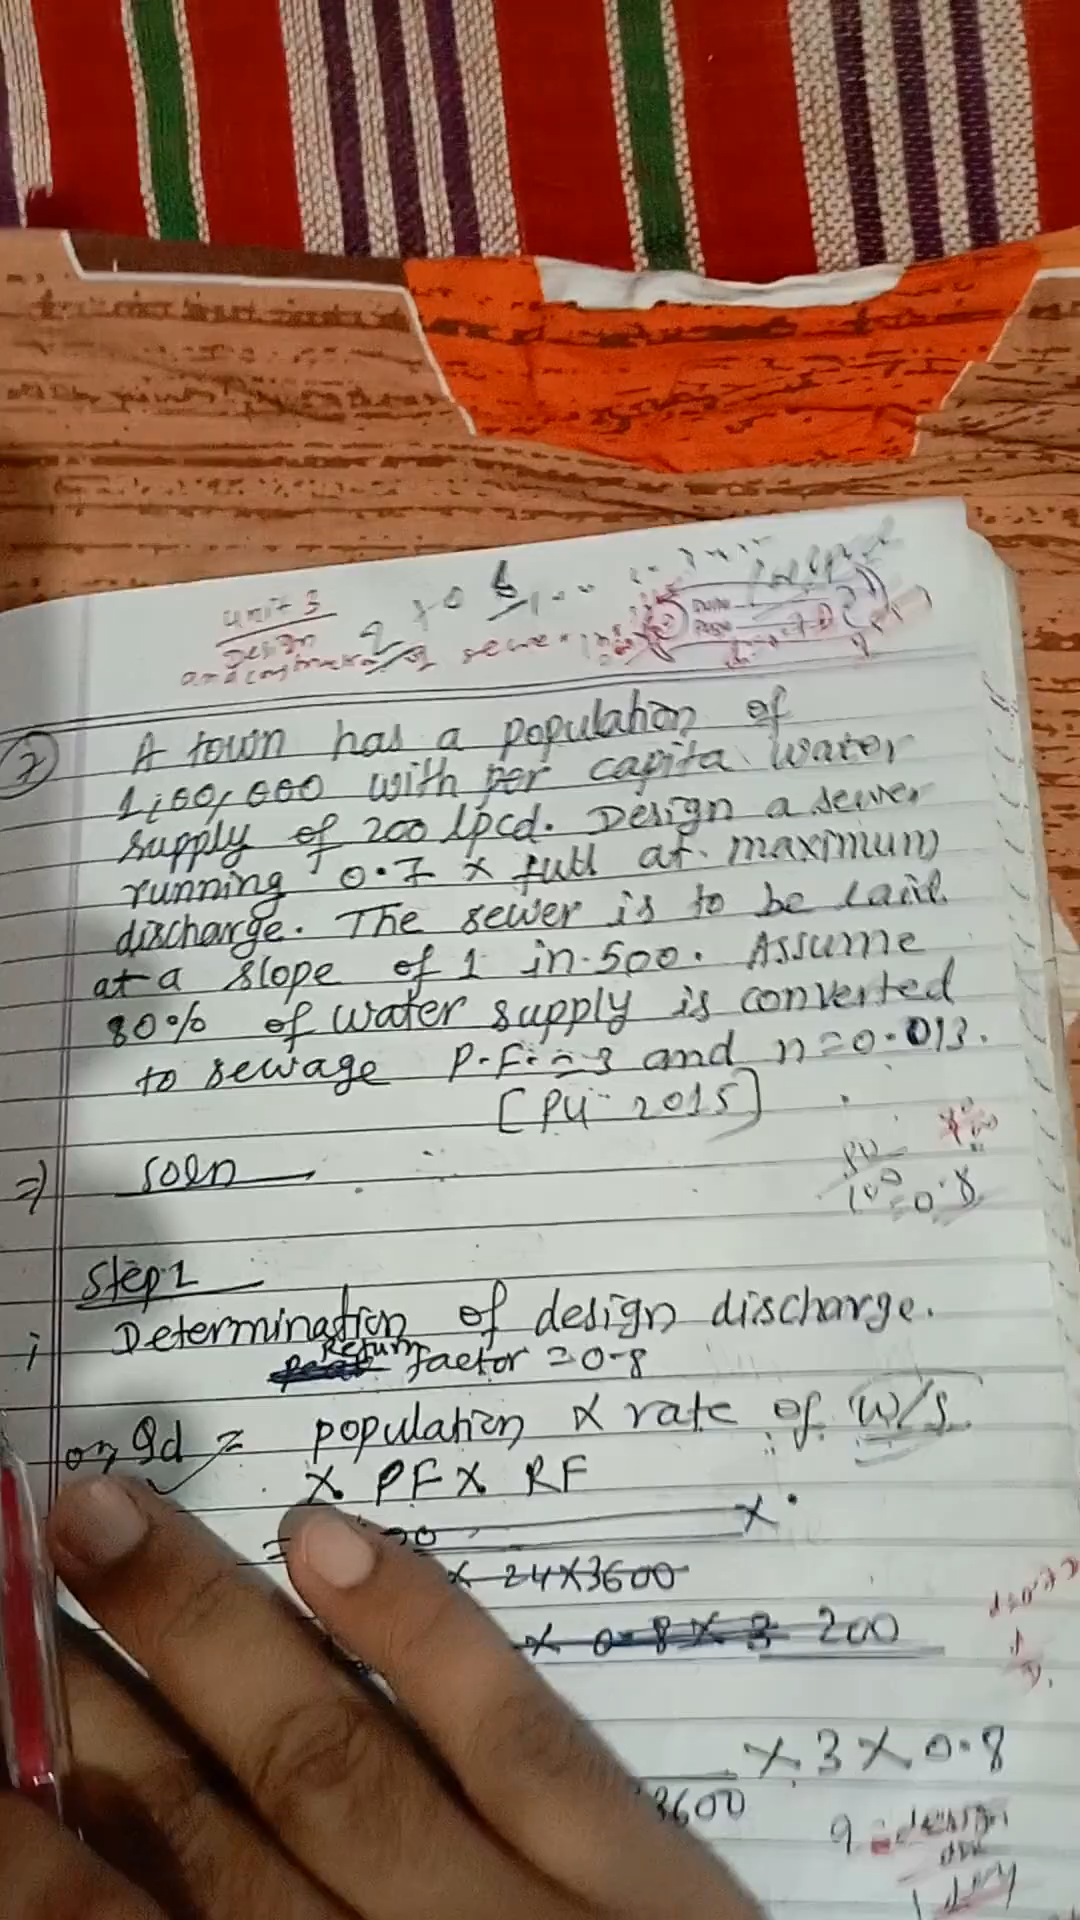 unit 3
Design
and construction of sewer
7
A town has a population of
1,00,000 with per capita water
supply of 200 lpcd. Design a sewer
running 0.7 x full at maximum
discharge. The sewer is to be laid
at a slope of 1 in 500. Assume
80% of water supply is converted
to sewage P.F. = 3 and n = 0.013.
[PU 2015]
80/100 = 0.8
=) soln
Step 1
i Determination of design discharge.
Return factor = 0.8
or, Qd = population x rate of w/s
x PF x RF
= x
x 24x3600
x 0.8 x 3 200
x 3 x 0.8
3600